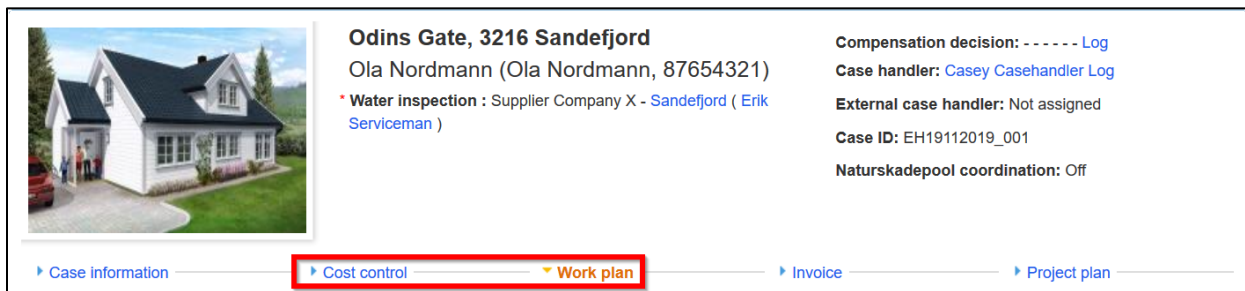 Odins Gate, 3216 Sandefjord
Ola Nordmann (Ola Nordmann, 87654321)
* Water inspection : Supplier Company X - Sandefjord ( Erik
Serviceman )
Compensation decision: - - - - - - Log
Case handler: Casey Casehandler Log
External case handler: Not assigned
Case ID: EH19112019_001
Naturskadepool coordination: Off
Case information
Cost control
Work plan
Invoice
Project plan